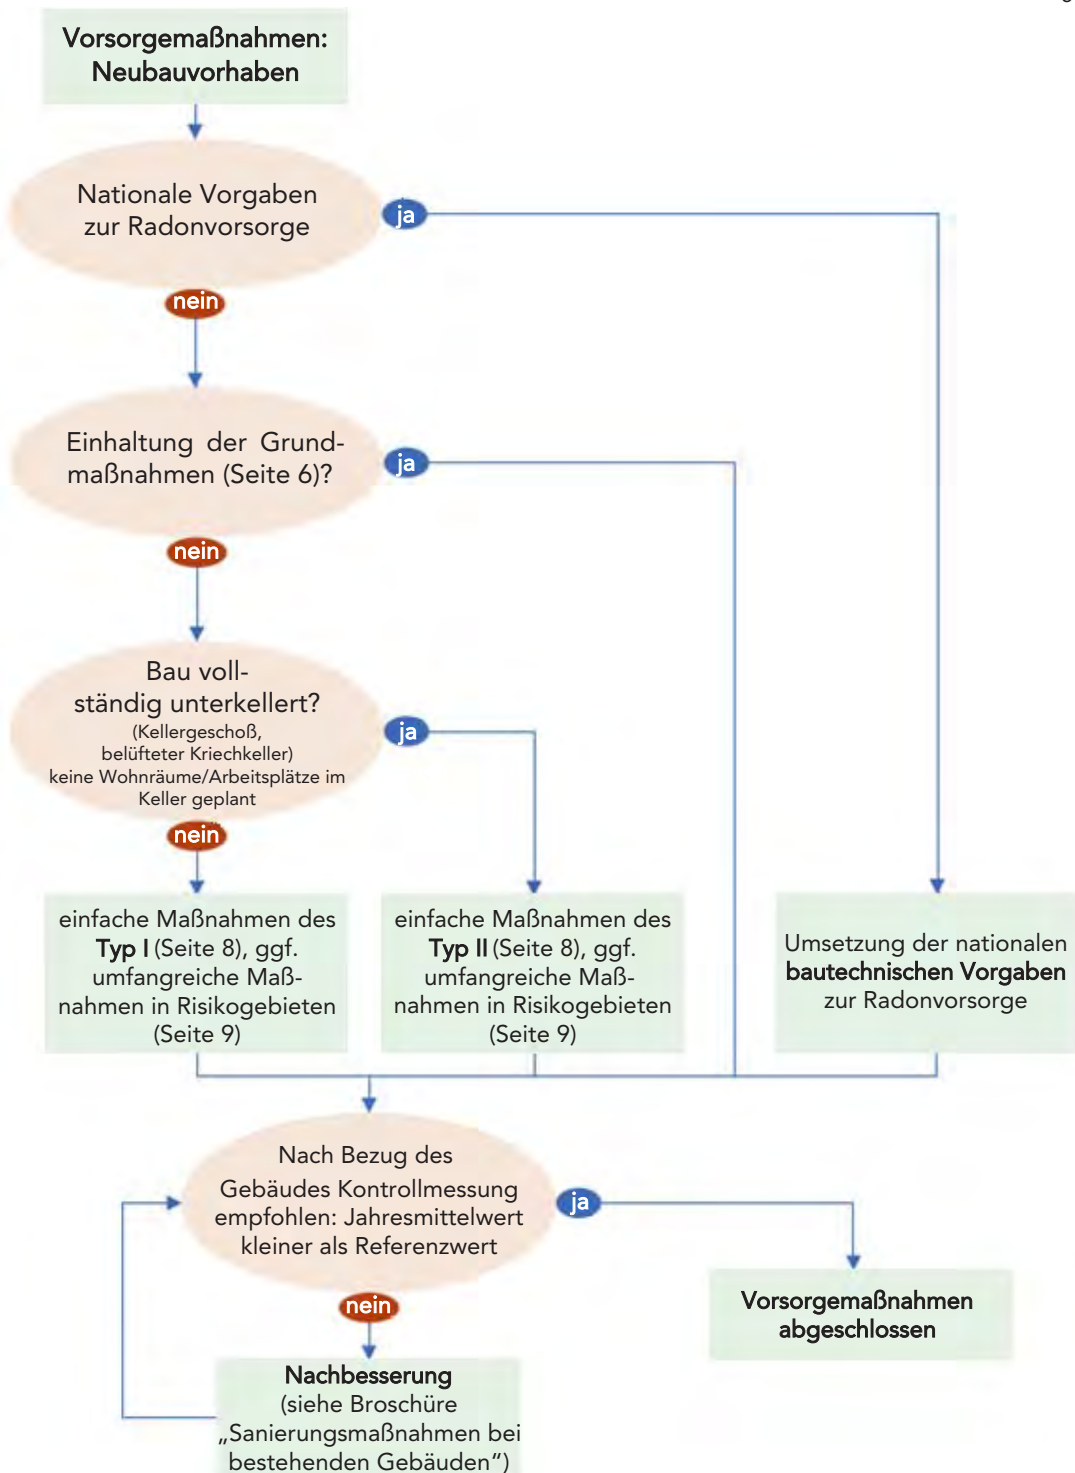 Vorsorgemaßnahmen:
Neubauvorhaben
Nationale Vorgaben
zur Radonvorsorge
ja
nein
Einhaltung der Grund-
maßnahmen (Seite 6)?
ja
nein
Bau voll-
ständig unterkellert?
(Kellergeschoß,
belüfteter Kriechkeller)
keine Wohnräume/Arbeitsplätze im
Keller geplant
ja
nein
einfache Maßnahmen des
Typ I (Seite 8), ggf.
umfangreiche Maß-
nahmen in Risikogebieten
(Seite 9)
einfache Maßnahmen des
Typ II (Seite 8), ggf.
umfangreiche Maß-
nahmen in Risikogebieten
(Seite 9)
Umsetzung der nationalen
bautechnischen Vorgaben
zur Radonvorsorge
Nach Bezug des
Gebäudes Kontrollmessung
empfohlen: Jahresmittelwert
kleiner als Referenzwert
ja
nein
Vorsorgemaßnahmen
abgeschlossen
Nachbesserung
(siehe Broschüre
„Sanierungsmaßnahmen bei
bestehenden Gebäuden“)